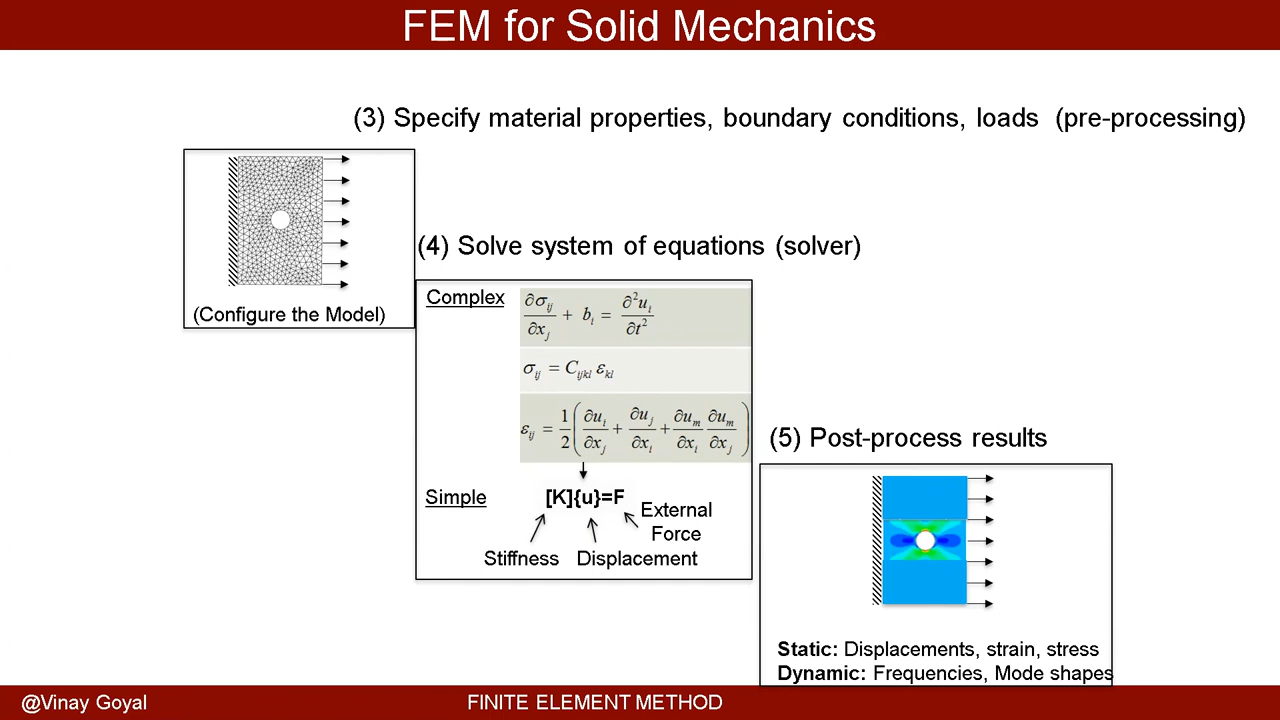 FEM for Solid Mechanics
(3) Specify material properties, boundary conditions, loads (pre-processing)
(Configure the Model)
(4) Solve system of equations (solver)
Complex
∂σ_ij/∂x_j + b_i = ∂²u_i/∂t²
σ_ij = C_ijkl ε_kl
ε_ij = 1/2 (∂u_i/∂x_j + ∂u_j/∂x_i + ∂u_m/∂x_i ∂u_m/∂x_j)
Simple
[K]{u}=F
External
Force
Stiffness
Displacement
(5) Post-process results
Static: Displacements, strain, stress
Dynamic: Frequencies, Mode shapes
@Vinay Goyal
FINITE ELEMENT METHOD